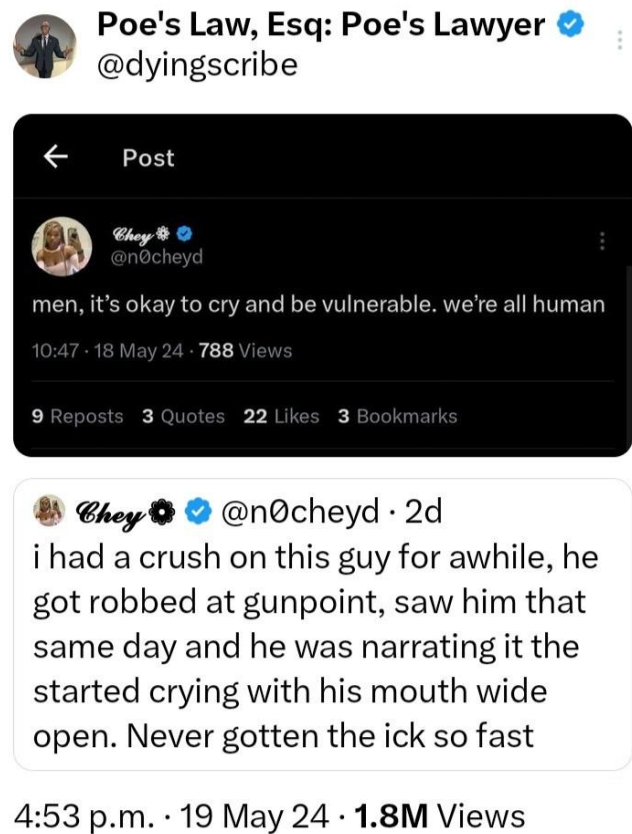 Poe's Law, Esq: Poe's Lawyer
@dyingscribe
Post
Chey
@n0cheyd
men, it's okay to cry and be vulnerable. we're all human
10:47 · 18 May 24 · 788 Views
9 Reposts 3 Quotes 22 Likes 3 Bookmarks
Chey @n0cheyd · 2d
i had a crush on this guy for awhile, he
got robbed at gunpoint, saw him that
same day and he was narrating it the
started crying with his mouth wide
open. Never gotten the ick so fast
4:53 p.m. · 19 May 24 · 1.8M Views